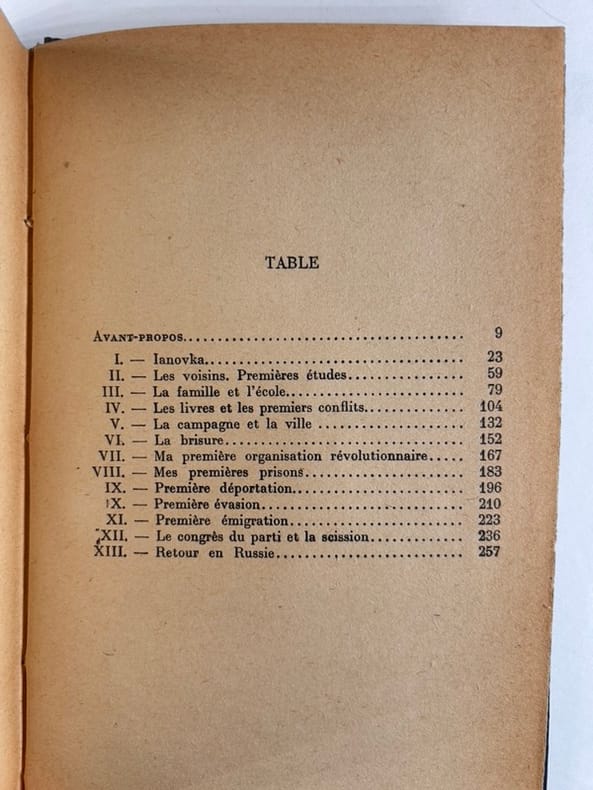 TABLE
AVANT-PROPOS........................................ 9
I. — Ianovka..................................... 23
II. — Les voisins. Premières études................. 59
III. — La famille et l'école.......................... 79
IV. — Les livres et les premiers conflits.............. 104
V. — La campagne et la ville ..................... 132
VI. — La brisure................................... 152
VII. — Ma première organisation révolutionnaire..... 167
VIII. — Mes premières prisons....................... 183
IX. — Première déportation......................... 196
X. — Première évasion............................. 210
XI. — Première émigration......................... 223
XII. — Le congrès du parti et la scission............. 236
XIII. — Retour en Russie........................... 257